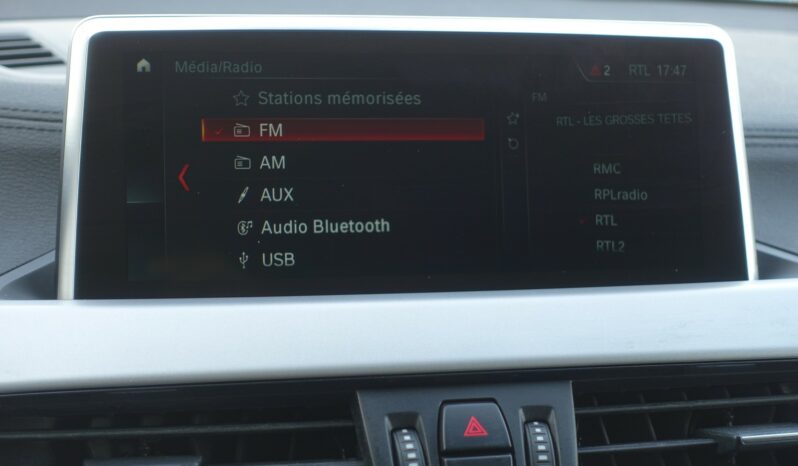 Média/Radio
2 RTL 17:47
Stations mémorisées
FM
AM
AUX
Audio Bluetooth
USB
FM
RTL - LES GROSSES TETES
RMC
RPLradio
RTL
RTL2